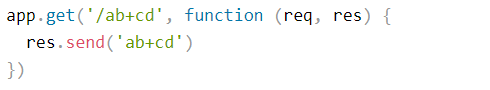 app.get('/ab+cd', function (req, res) {
  res.send('ab+cd')
})